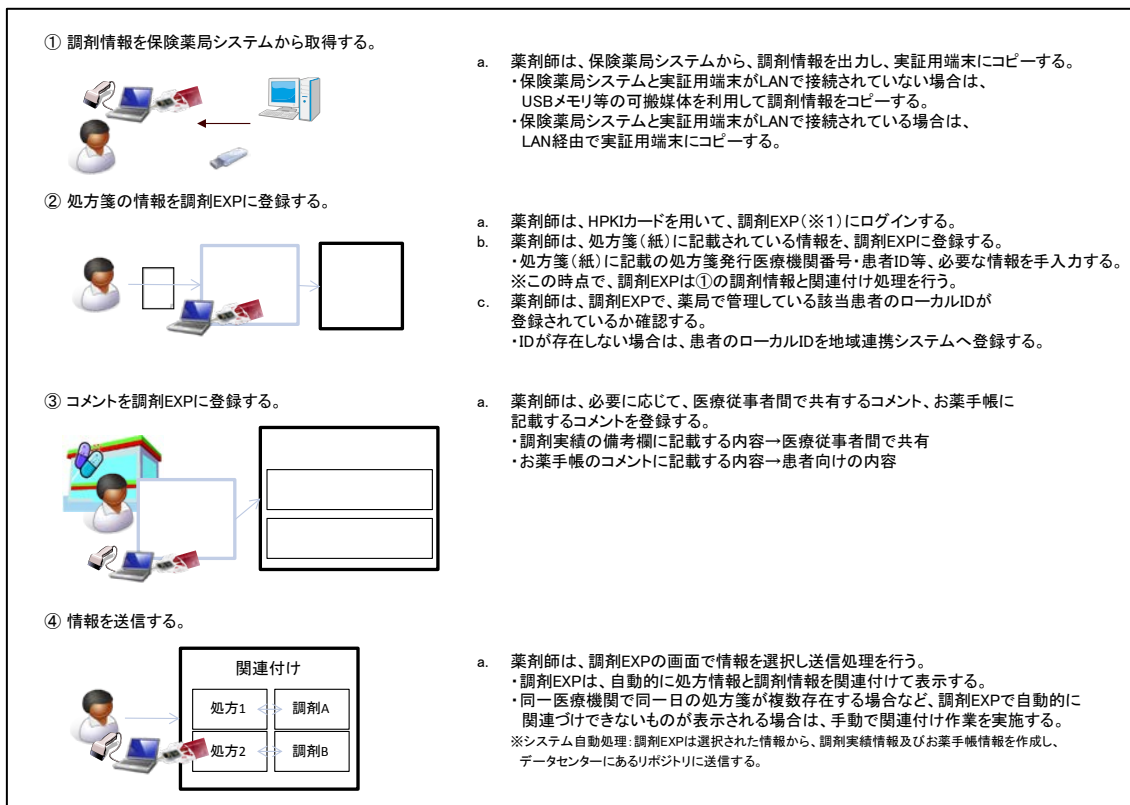 ① 調剤情報を保険薬局システムから取得する。
a. 薬剤師は、保険薬局システムから、調剤情報を出力し、実証用端末にコピーする。
・保険薬局システムと実証用端末がLANで接続されていない場合は、
USBメモリ等の可搬媒体を利用して調剤情報をコピーする。
・保険薬局システムと実証用端末がLANで接続されている場合は、
LAN経由で実証用端末にコピーする。
② 処方箋の情報を調剤EXPに登録する。
a. 薬剤師は、HPKIカードを用いて、調剤EXP(※1)にログインする。
b. 薬剤師は、処方箋(紙)に記載されている情報を、調剤EXPに登録する。
・処方箋(紙)に記載の処方箋発行医療機関番号・患者ID等、必要な情報を手入力する。
※この時点で、調剤EXPは①の調剤情報と関連付け処理を行う。
c. 薬剤師は、調剤EXPで、薬局で管理している該当患者のローカルIDが
登録されているか確認する。
・IDが存在しない場合は、患者のローカルIDを地域連携システムへ登録する。
③ コメントを調剤EXPに登録する。
a. 薬剤師は、必要に応じて、医療従事者間で共有するコメント、お薬手帳に
記載するコメントを登録する。
・調剤実績の備考欄に記載する内容→医療従事者間で共有
・お薬手帳のコメントに記載する内容→患者向けの内容
④ 情報を送信する。
関連付け
処方1 調剤A
処方2 調剤B
a. 薬剤師は、調剤EXPの画面で情報を選択し送信処理を行う。
・調剤EXPは、自動的に処方情報と調剤情報を関連付けて表示する。
・同一医療機関で同一日の処方箋が複数存在する場合など、調剤EXPで自動的に
関連づけできないものが表示される場合は、手動で関連付け作業を実施する。
※システム自動処理:調剤EXPは選択された情報から、調剤実績情報及びお薬手帳情報を作成し、
データセンターにあるリポジトリに送信する。